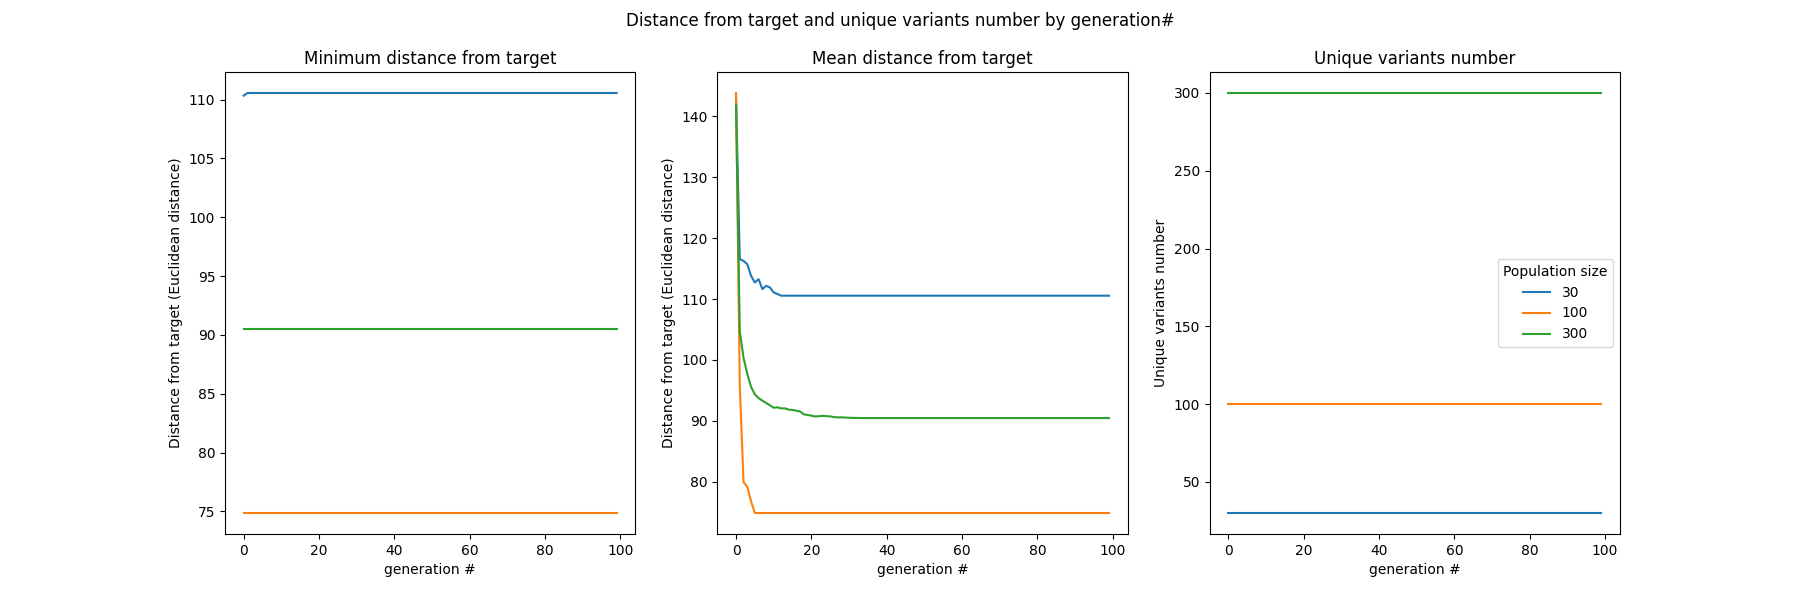 Distance from target and unique variants number by generation#
Minimum distance from target
110
105
100
95
90
85
80
75
0 20 40 60 80 100
generation #
Distance from target (Euclidean distance)
Mean distance from target
140
130
120
110
100
90
80
0 20 40 60 80 100
generation #
Distance from target (Euclidean distance)
Unique variants number
300
250
200
150
100
50
0 20 40 60 80 100
generation #
Unique variants number
Population size
30
100
300